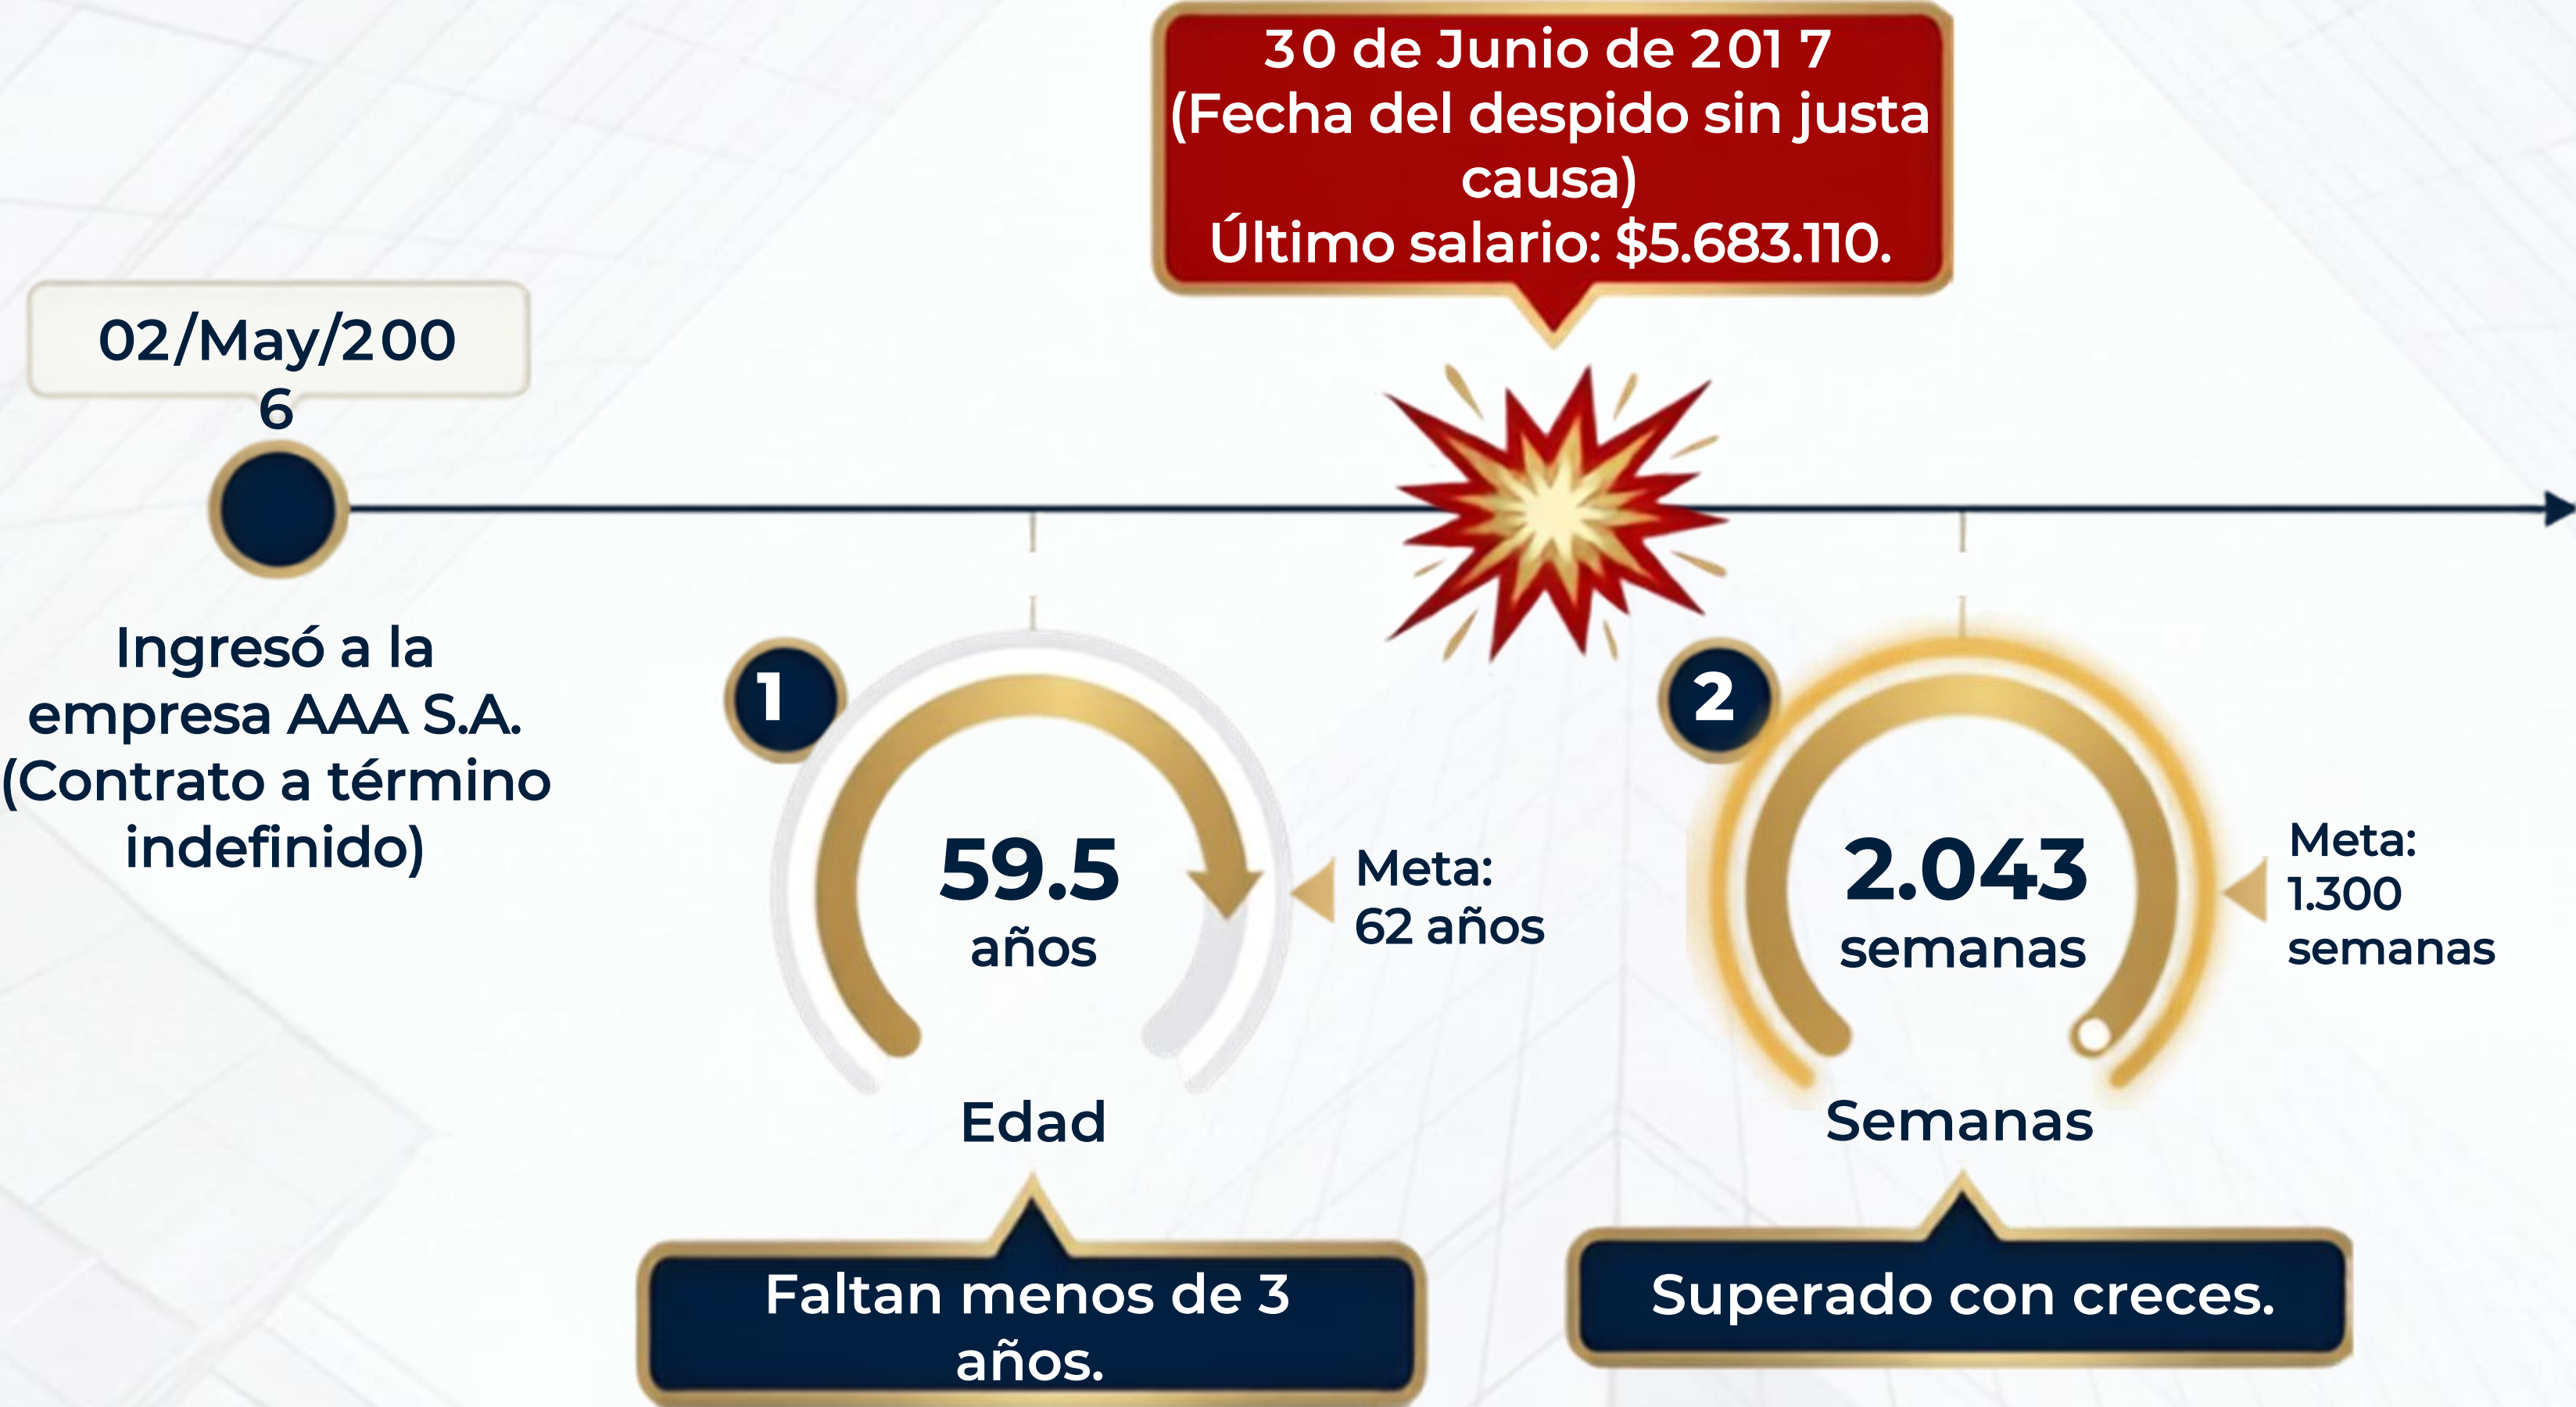 30 de Junio de 2017
(Fecha del despido sin justa
causa)
Último salario: $5.683.110.
02/May/200
6
Ingresó a la
empresa AAA S.A.
(Contrato a término
indefinido)
1
59.5
años
Meta:
62 años
Edad
Faltan menos de 3
años.
2
2.043
semanas
Meta:
1.300
semanas
Semanas
Superado con creces.